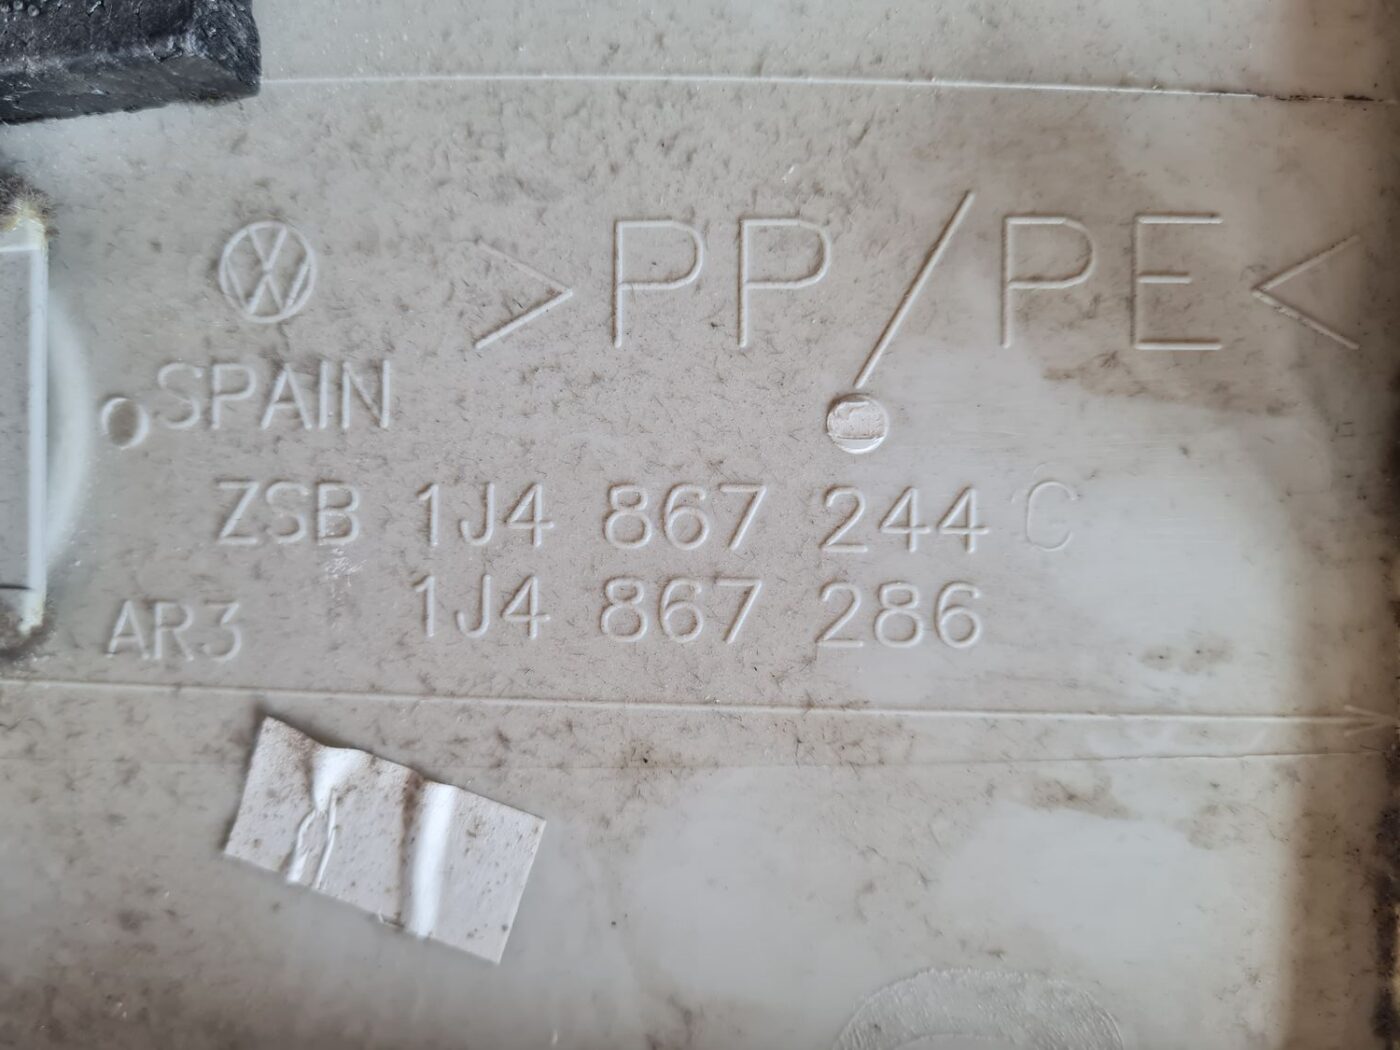 >PP/PE<
SPAIN
ZSB 1J4 867 244 C
1J4 867 286
AR3